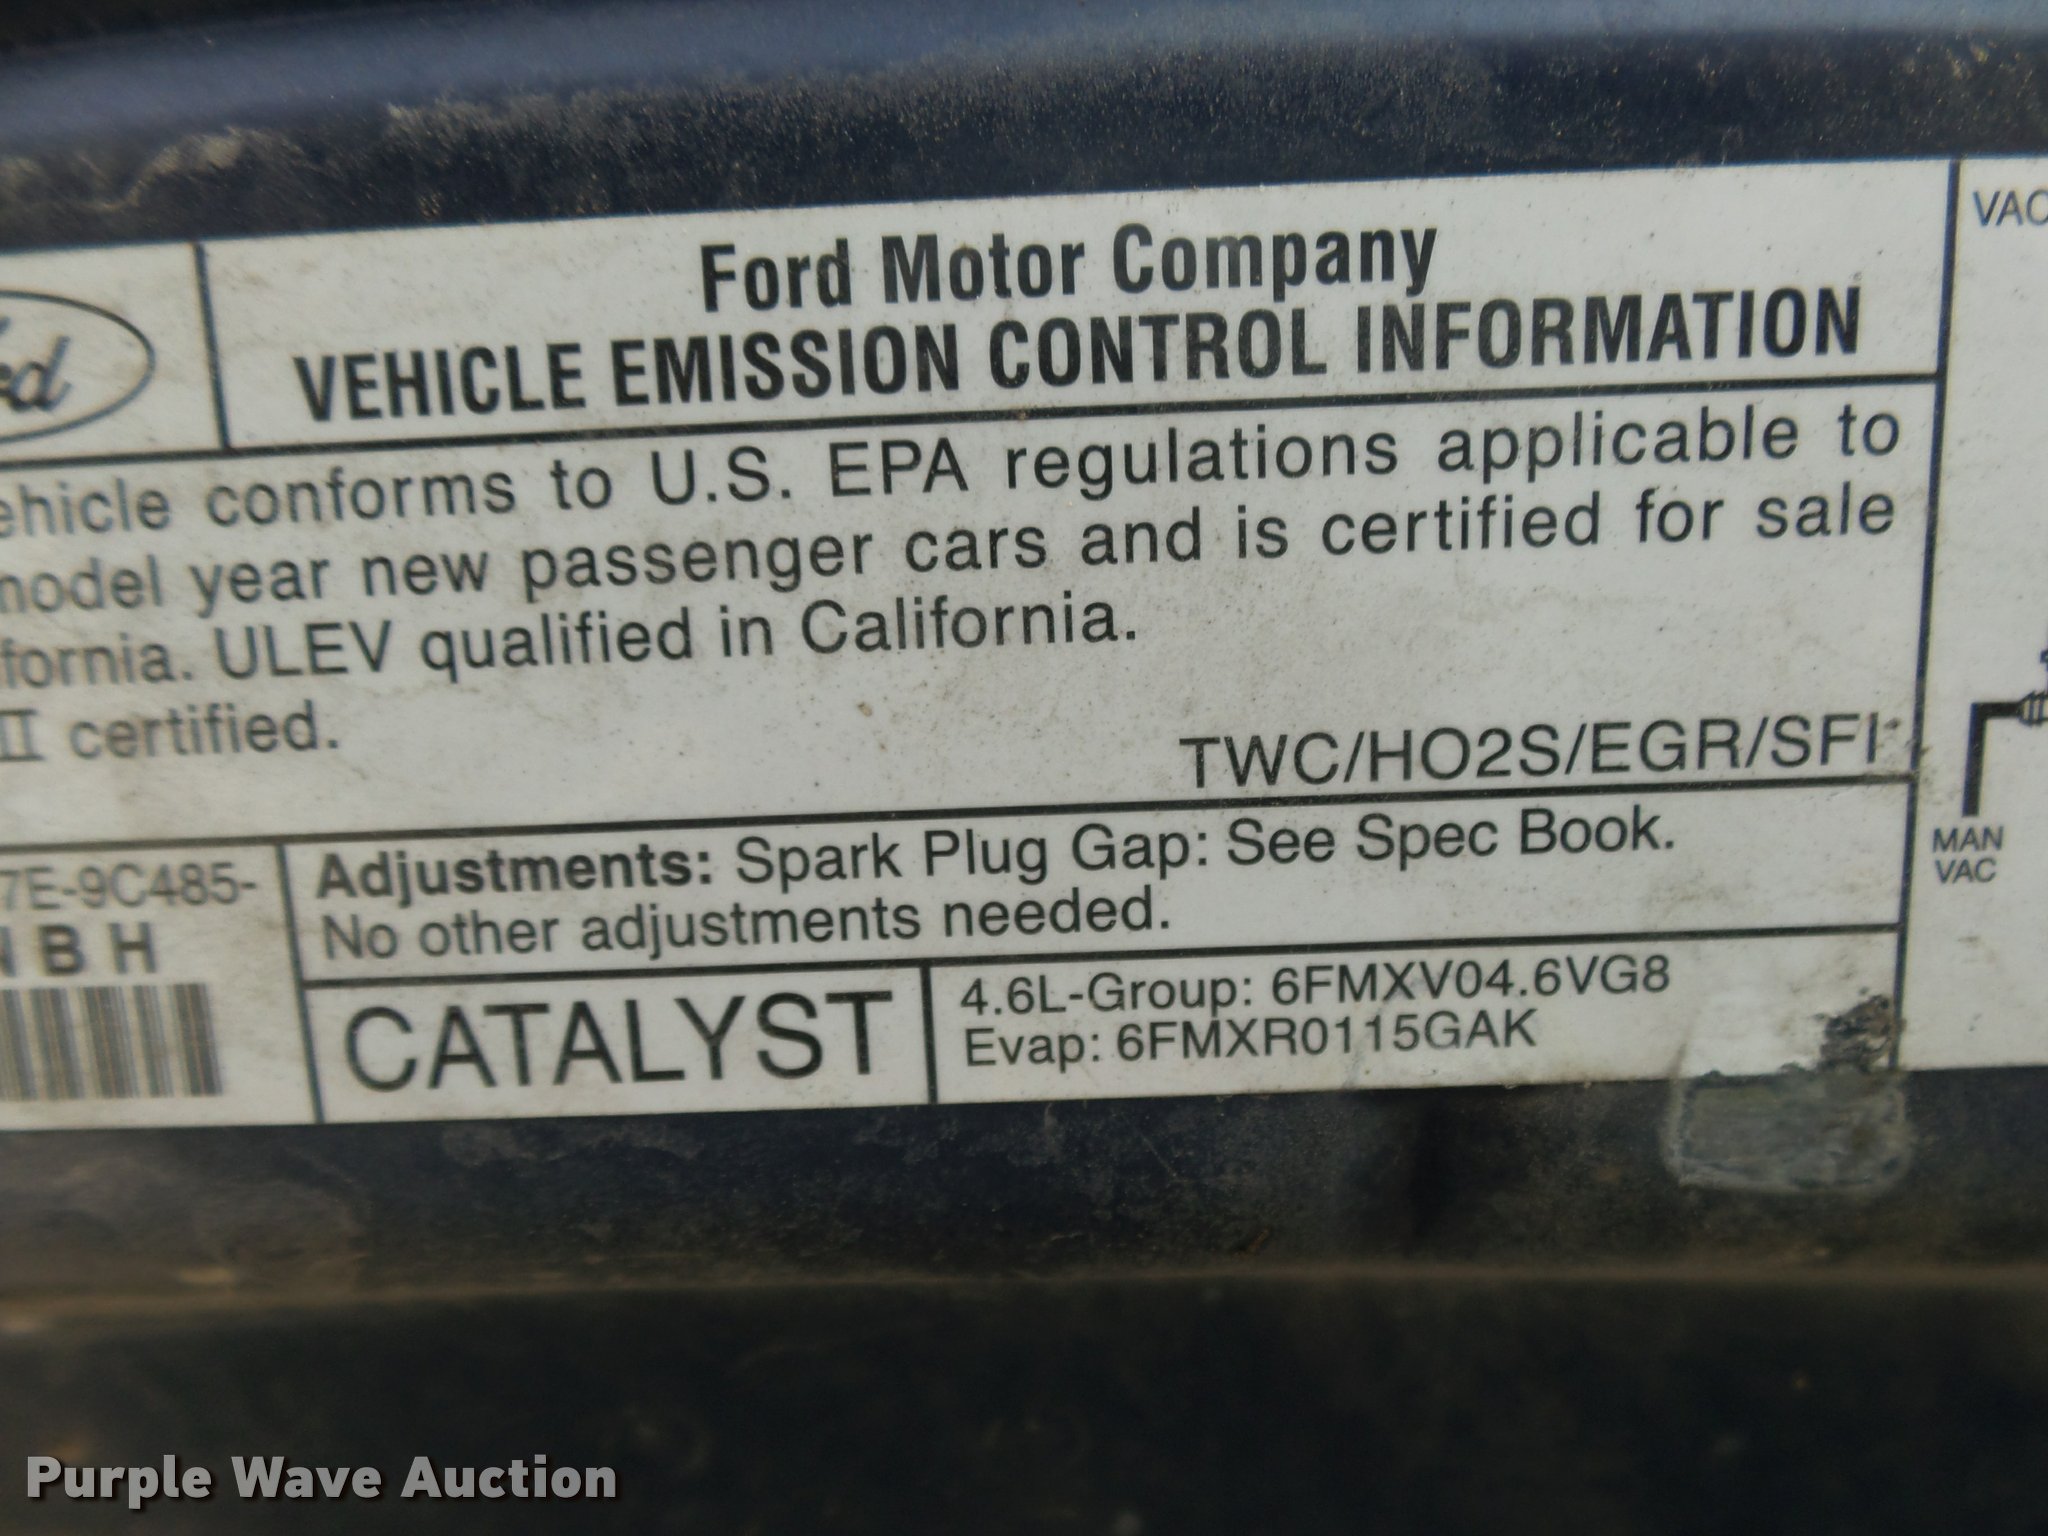 Ford Motor Company
VEHICLE EMISSION CONTROL INFORMATION
VAC
ehicle conforms to U.S. EPA regulations applicable to
model year new passenger cars and is certified for sale
fornia. ULEV qualified in California.
II certified.
TWC/HO2S/EGR/SFI
MAN
VAC
7E-9C485-
BH
Adjustments: Spark Plug Gap: See Spec Book.
No other adjustments needed.
CATALYST
4.6L-Group: 6FMXV04.6VG8
Evap: 6FMXR0115GAK
Purple Wave Auction